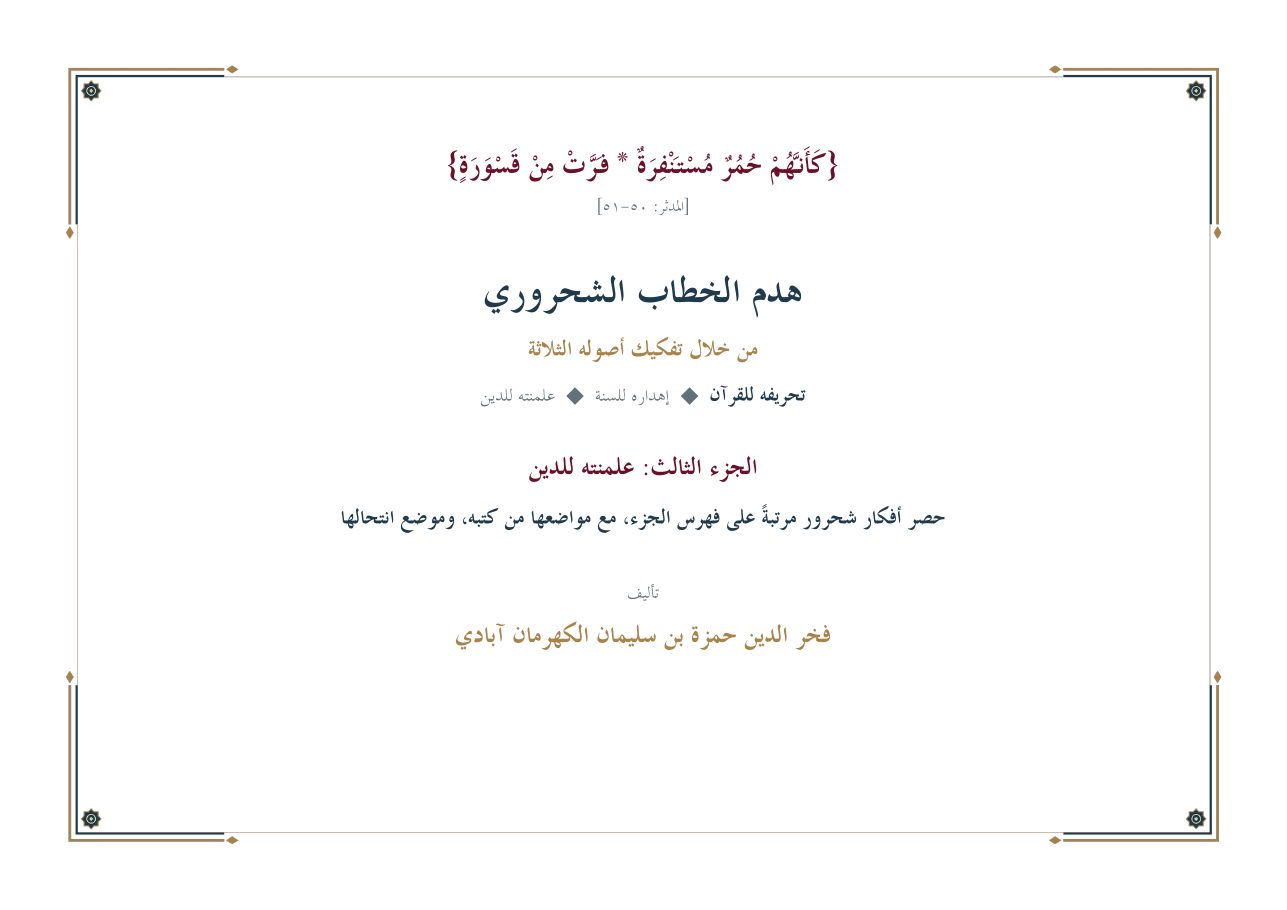 {كَأَنَّهُمْ حُمُرٌ مُسْتَنْفِرَةٌ * فَرَّتْ مِنْ قَسْوَرَةٍ}
[المدثر: ٥٠-٥١]
هدم الخطاب الشحروري
من خلال تفكيك أصوله الثلاثة
تحريفه للقرآن ◆ إهداره للسنة ◆ علمنته للدين
الجزء الثالث: علمنته للدين
حصر أفكار شحرور مرتبةً على فهرس الجزء، مع مواضعها من كتبه، وموضع انتحالها
تأليف
فخر الدين حمزة بن سليمان الكهرمان آبادي